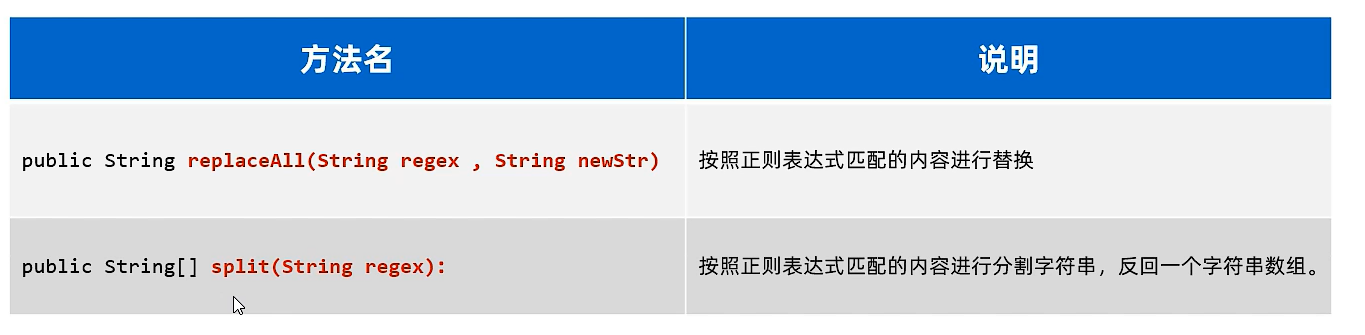 方法名 说明
public String replaceAll(String regex , String newStr) 按照正则表达式匹配的内容进行替换
public String[] split(String regex): 按照正则表达式匹配的内容进行分割字符串，反回一个字符串数组。